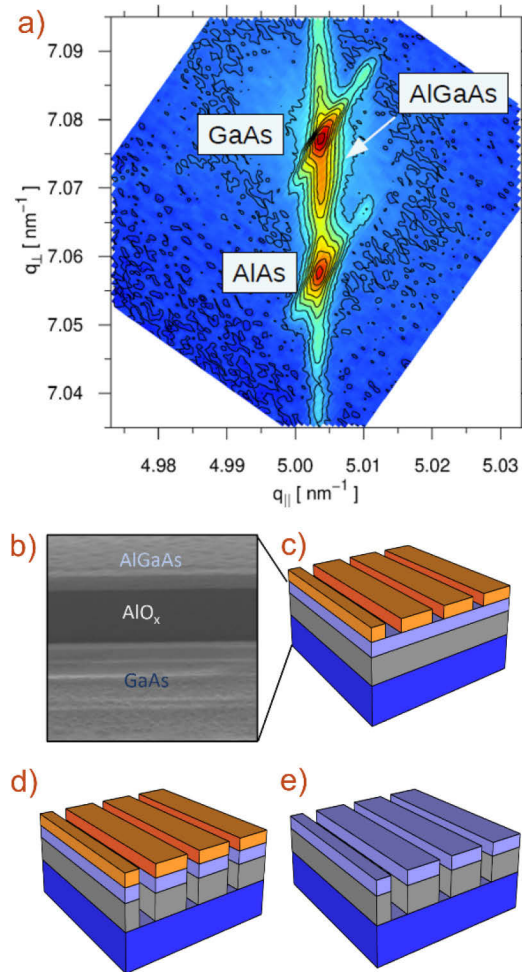 a)
7.09
7.08
7.07
7.06
7.05
7.04
q⊥ [ nm⁻¹ ]
GaAs
AlGaAs
AlAs
4.98 4.99 5.00 5.01 5.02 5.03
q|| [ nm⁻¹ ]
b)
AlGaAs
AlOₓ
GaAs
c)
d)
e)